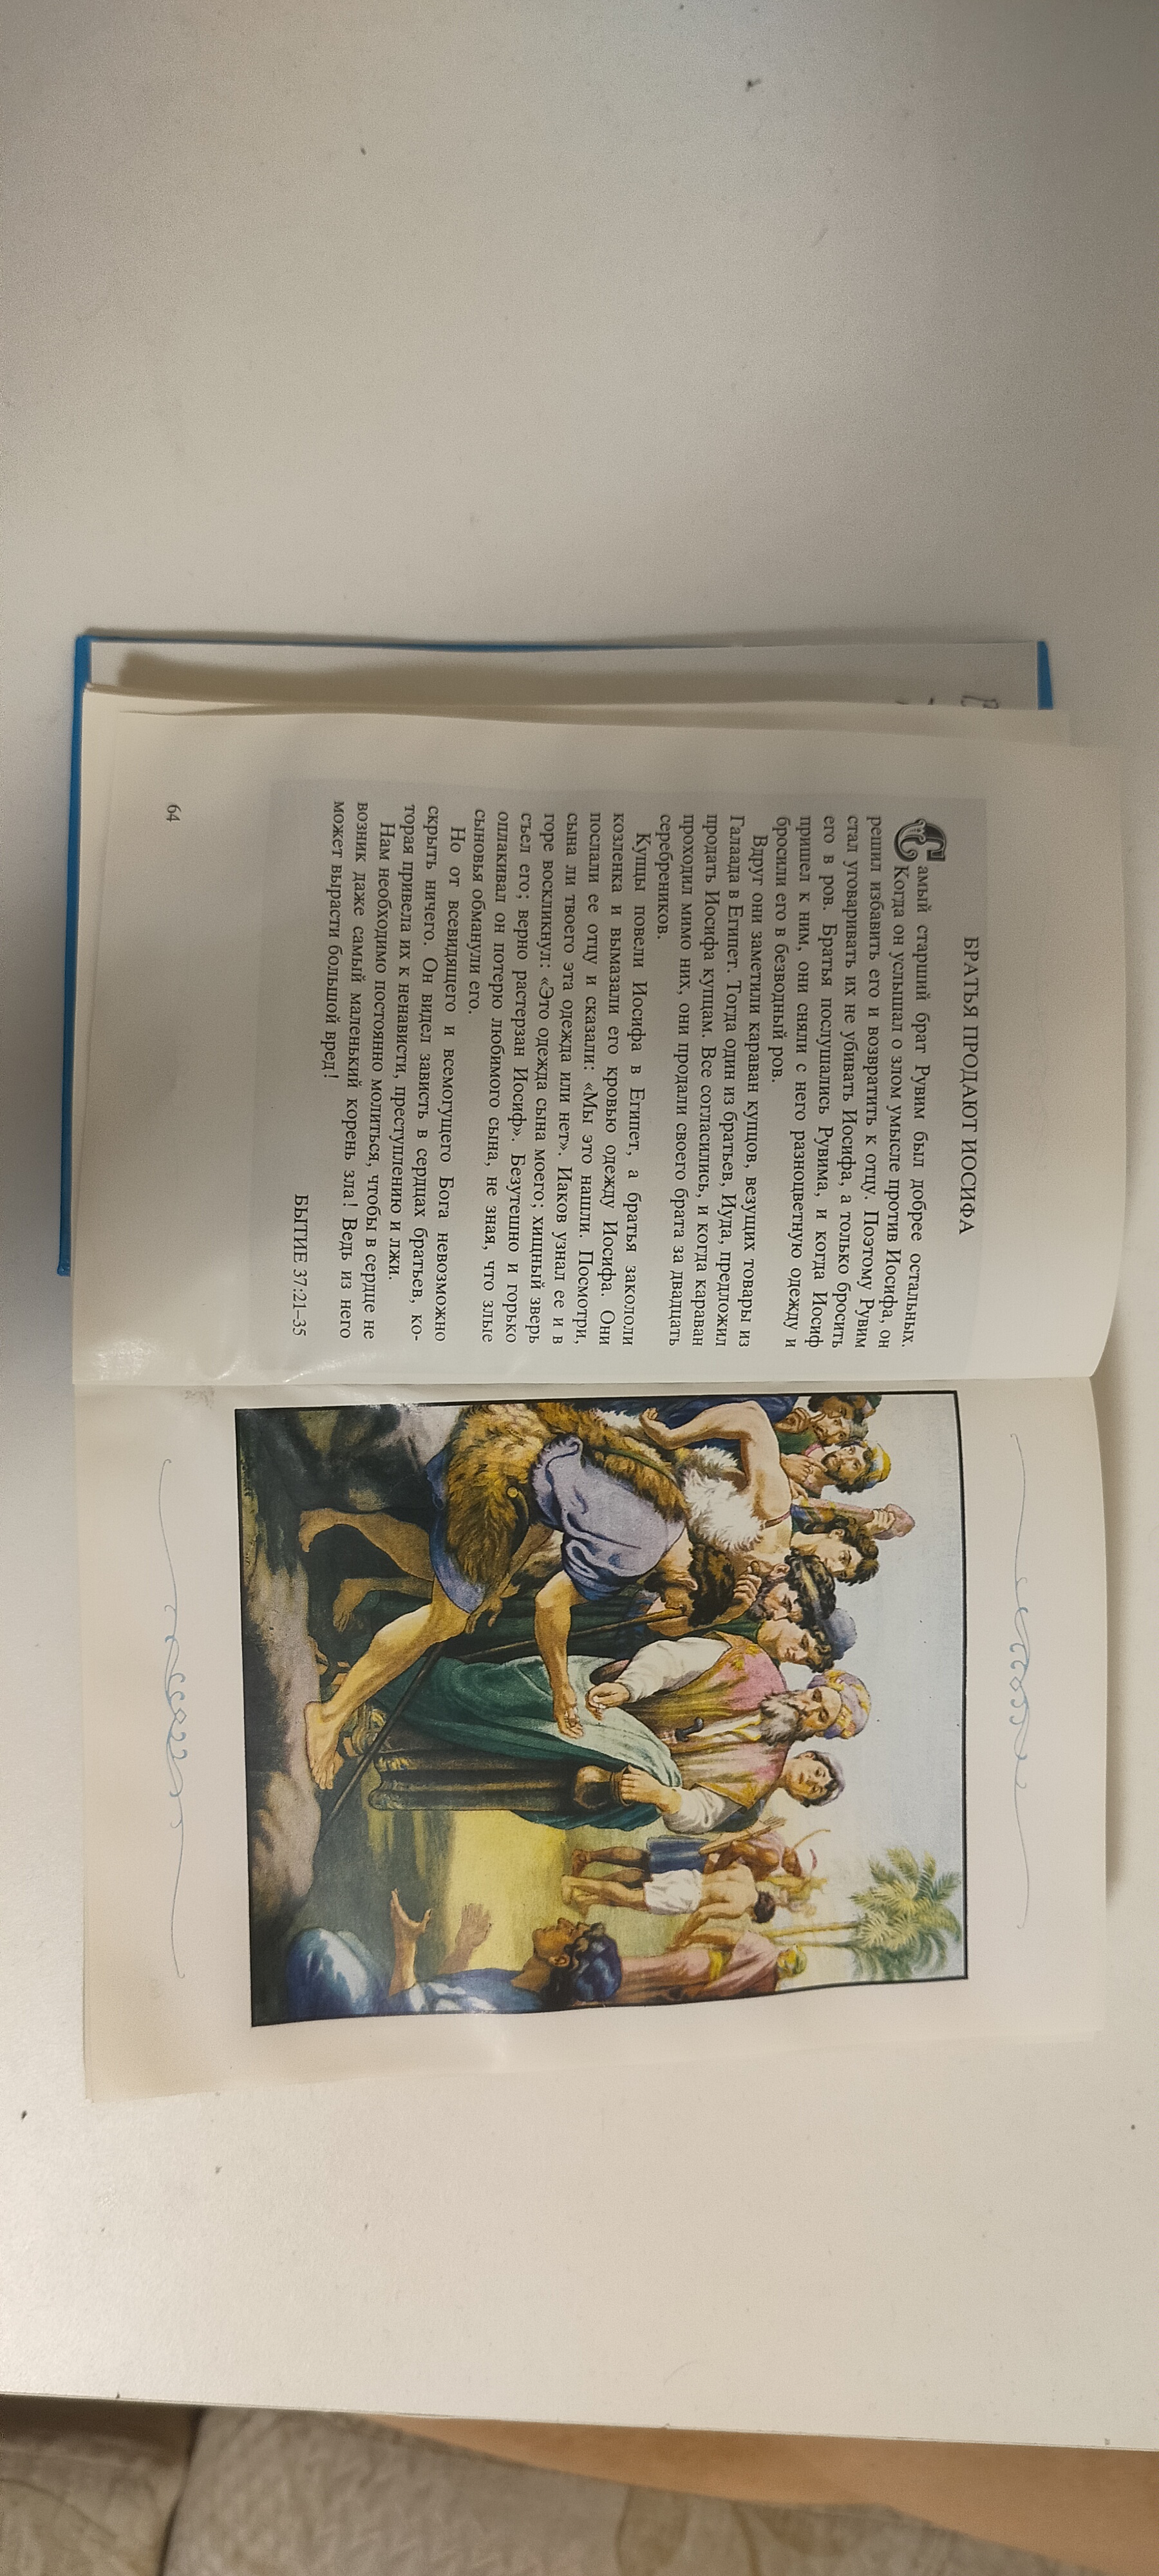 БРАТЬЯ ПРОДАЮТ ИОСИФА
Самый старший брат Рувим был добрее остальных.
Когда он услышал о злом умысле против Иосифа, он
решил избавить его и возвратить к отцу. Поэтому Рувим
стал уговаривать их не убивать Иосифа, а только бросить
его в ров. Братья послушались Рувима, и когда Иосиф
пришел к ним, они сняли с него разноцветную одежду и
бросили его в безводный ров.
Вдруг они заметили караван купцов, везущих товары из
Галаада в Египет. Тогда один из братьев, Иуда, предложил
продать Иосифа купцам. Все согласились, и когда караван
проходил мимо них, они продали своего брата за двадцать
серебреников.
Купцы повели Иосифа в Египет, а братья закололи
козленка и вымазали его кровью одежду Иосифа. Они
послали ее отцу и сказали: «Мы это нашли. Посмотри,
сына ли твоего эта одежда или нет». Иаков узнал ее и в
горе воскликнул: «Это одежда сына моего; хищный зверь
съел его; верно растерзан Иосиф». Безутешно и горько
оплакивал он потерю любимого сына, не зная, что злые
сыновья обманули его.
Но от всевидящего и всемогущего Бога невозможно
скрыть ничего. Он видел зависть в сердцах братьев, ко-
торая привела их к ненависти, преступлению и лжи.
Нам необходимо постоянно молиться, чтобы в сердце не
возник даже самый маленький корень зла! Ведь из него
может вырасти большой вред!
БЫТИЕ 37:21–35
64